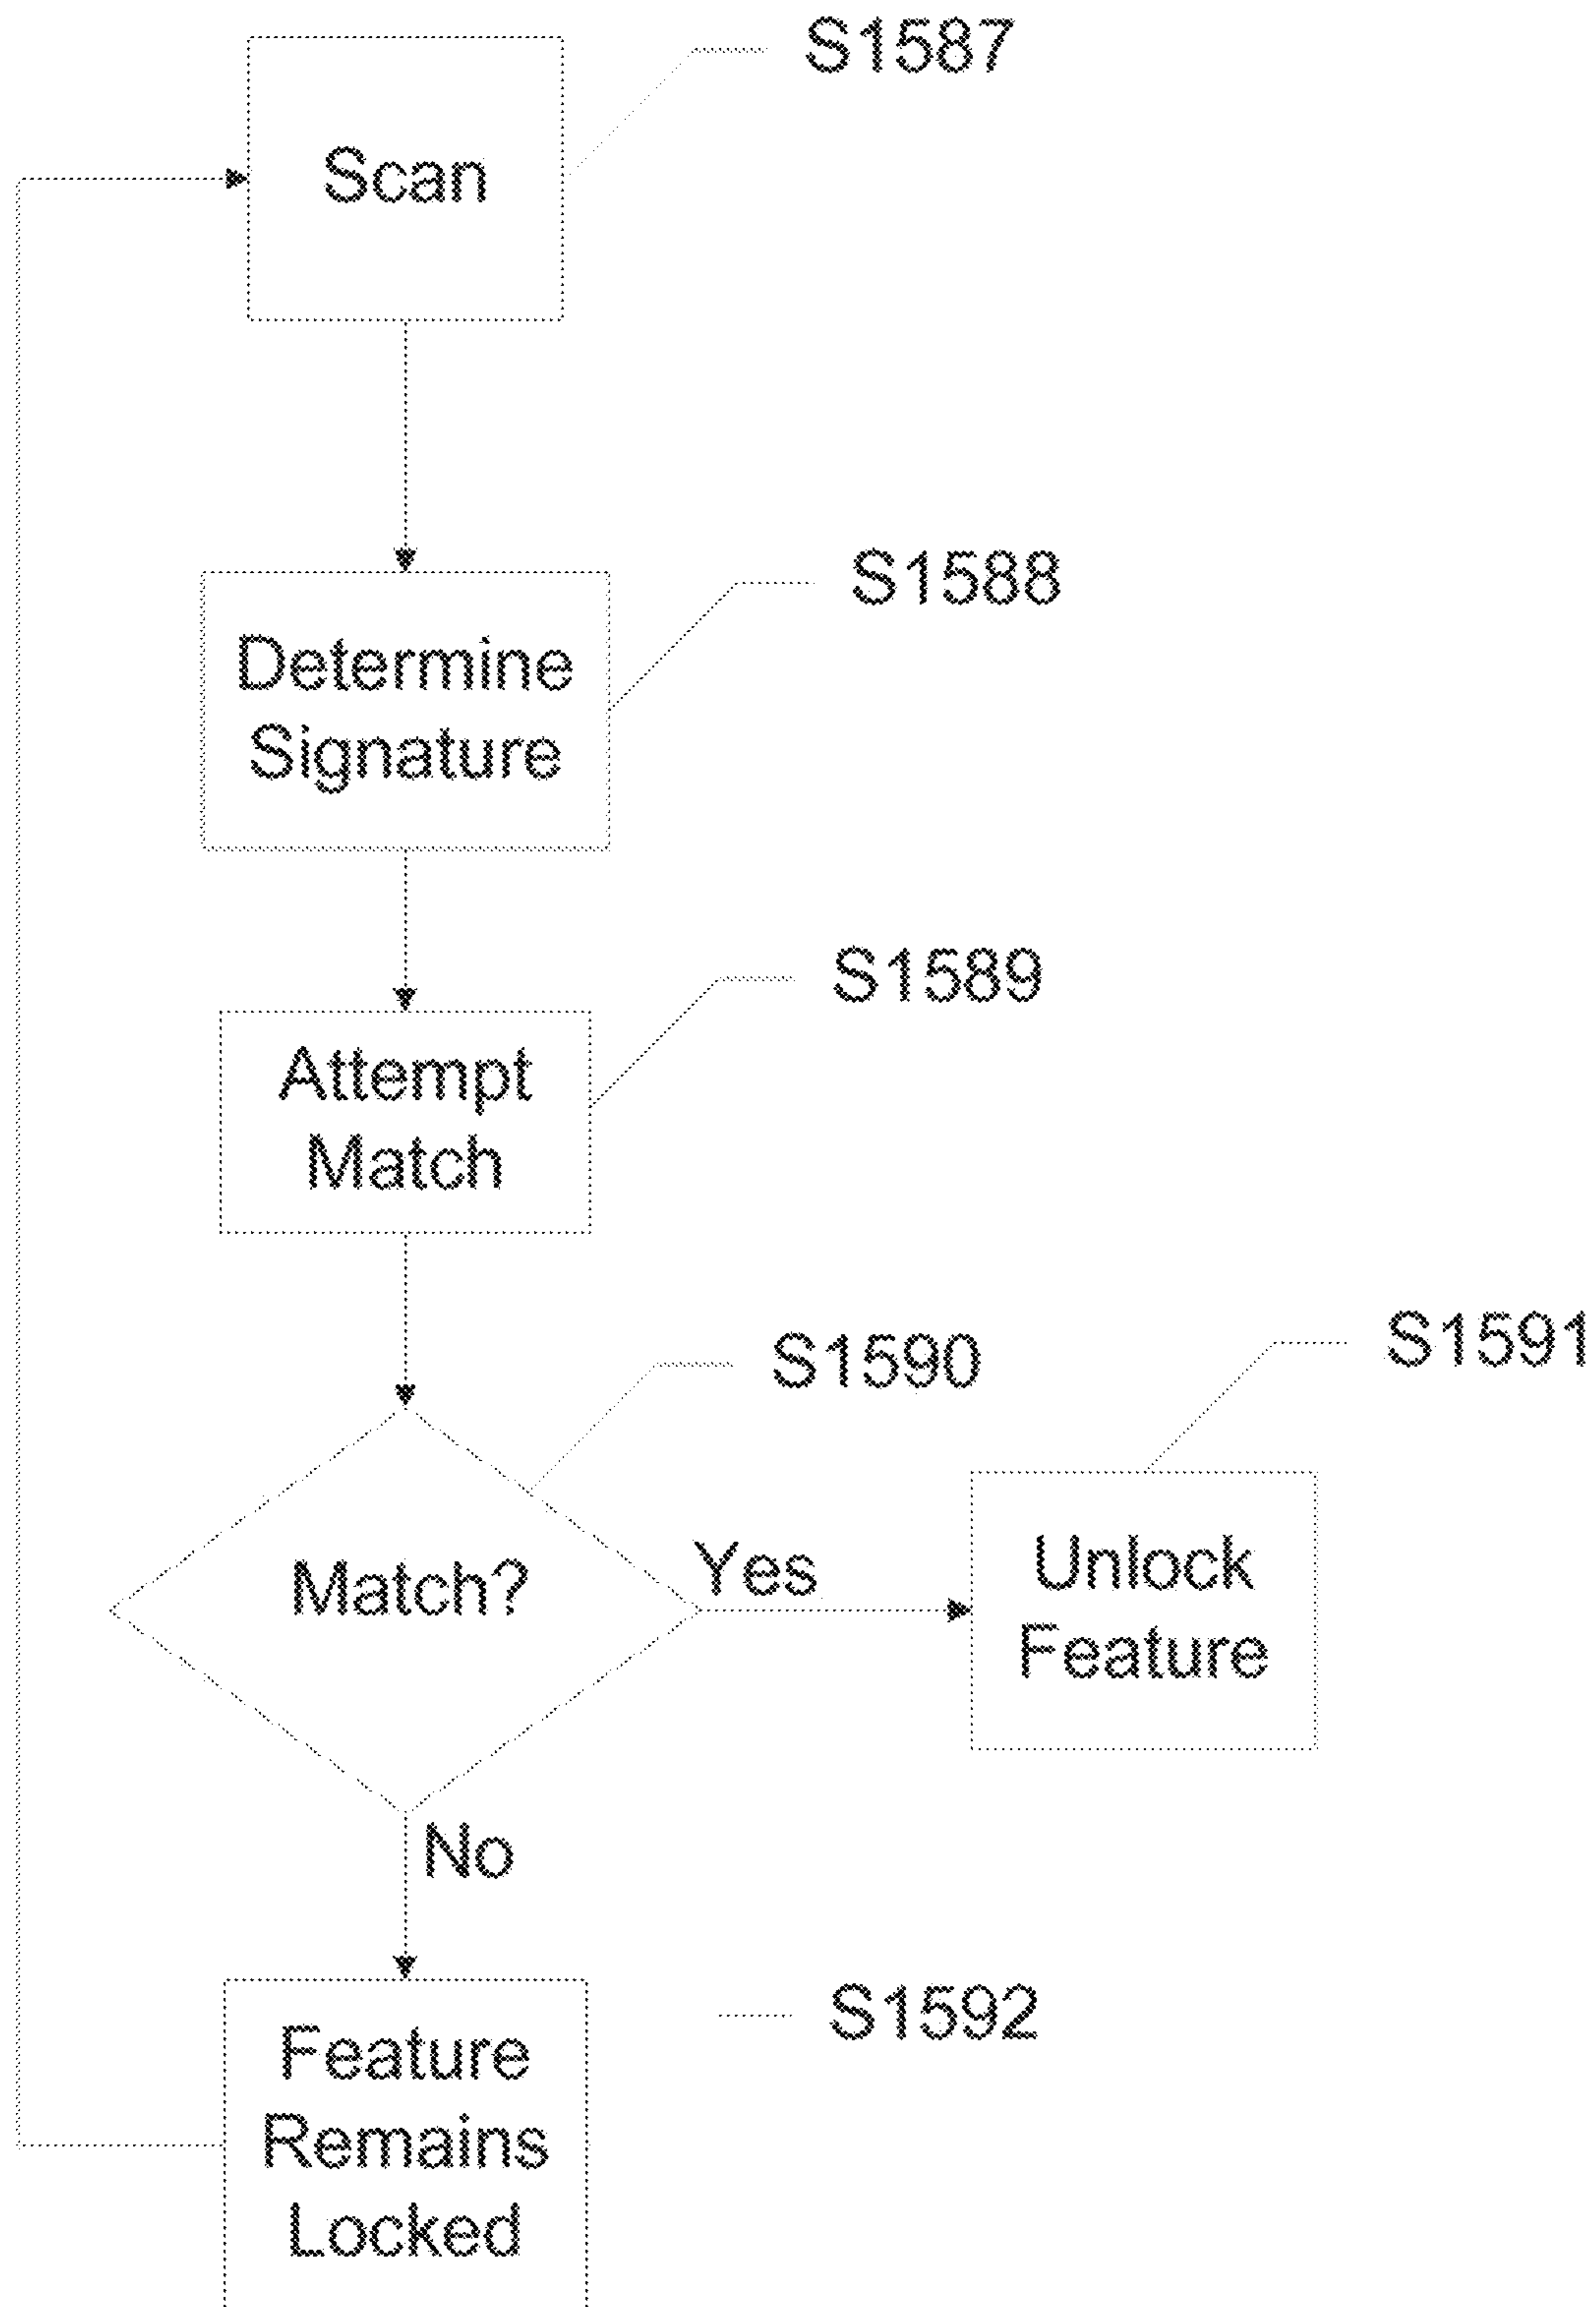 S1587
Scan
S1588
Determine
Signature
S1589
Attempt
Match
S1590
S1591
Match?
Yes
Unlock
Feature
No
S1592
Feature
Remains
Locked